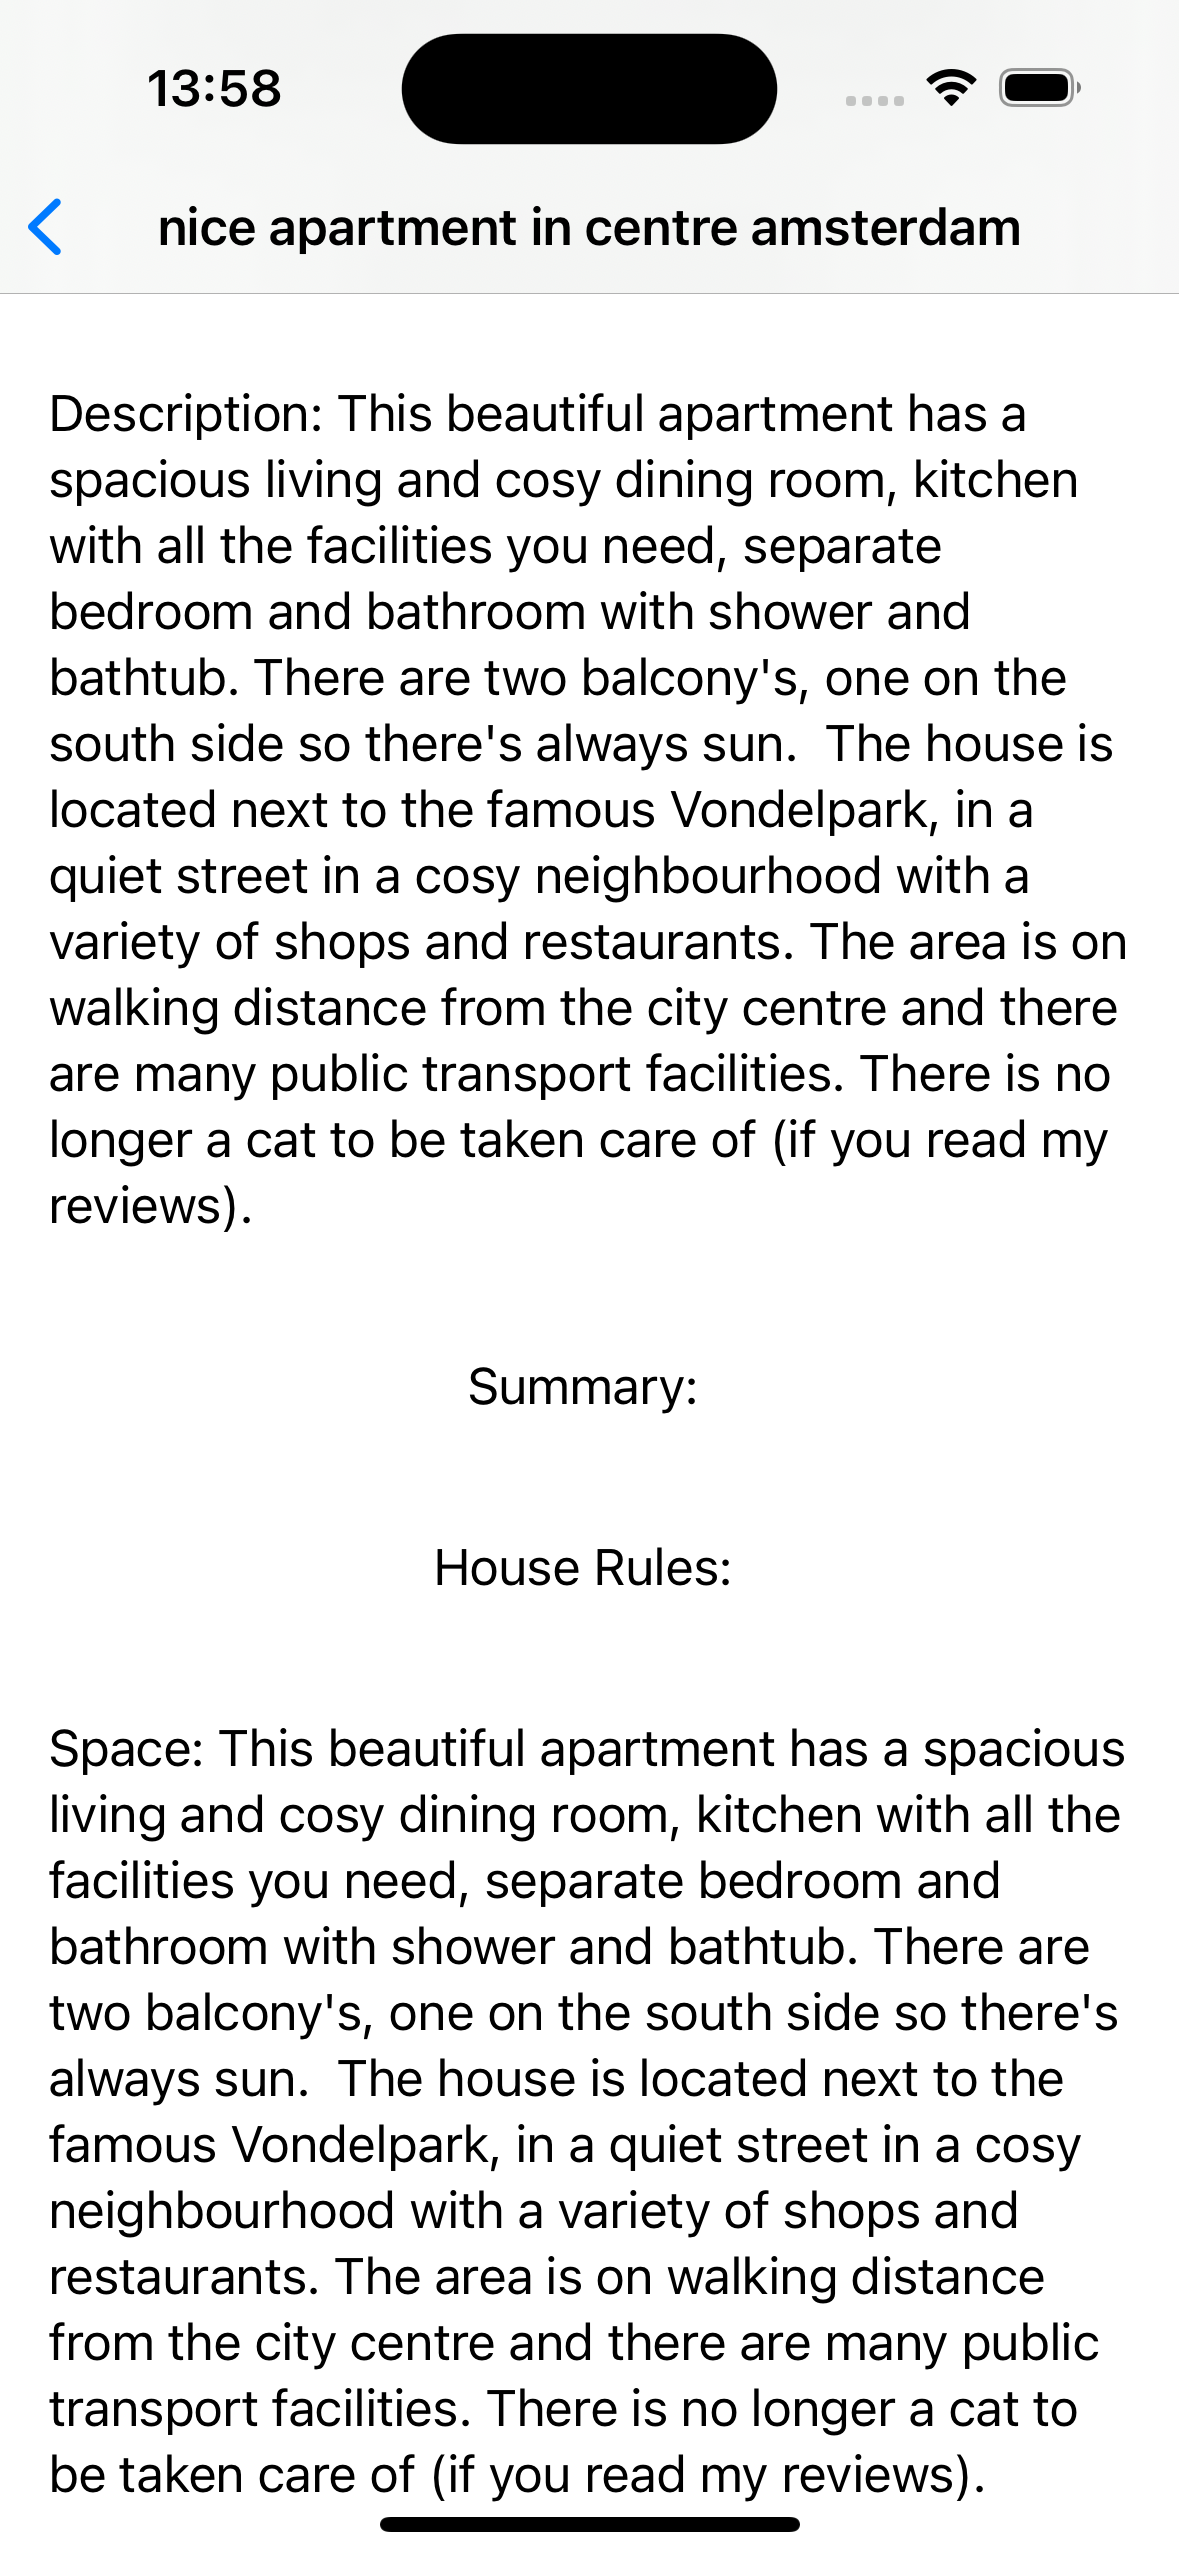 13:58
nice apartment in centre amsterdam
Description: This beautiful apartment has a
spacious living and cosy dining room, kitchen
with all the facilities you need, separate
bedroom and bathroom with shower and
bathtub. There are two balcony's, one on the
south side so there's always sun.  The house is
located next to the famous Vondelpark, in a
quiet street in a cosy neighbourhood with a
variety of shops and restaurants. The area is on
walking distance from the city centre and there
are many public transport facilities. There is no
longer a cat to be taken care of (if you read my
reviews).
Summary:
House Rules:
Space: This beautiful apartment has a spacious
living and cosy dining room, kitchen with all the
facilities you need, separate bedroom and
bathroom with shower and bathtub. There are
two balcony's, one on the south side so there's
always sun.  The house is located next to the
famous Vondelpark, in a quiet street in a cosy
neighbourhood with a variety of shops and
restaurants. The area is on walking distance
from the city centre and there are many public
transport facilities. There is no longer a cat to
be taken care of (if you read my reviews).